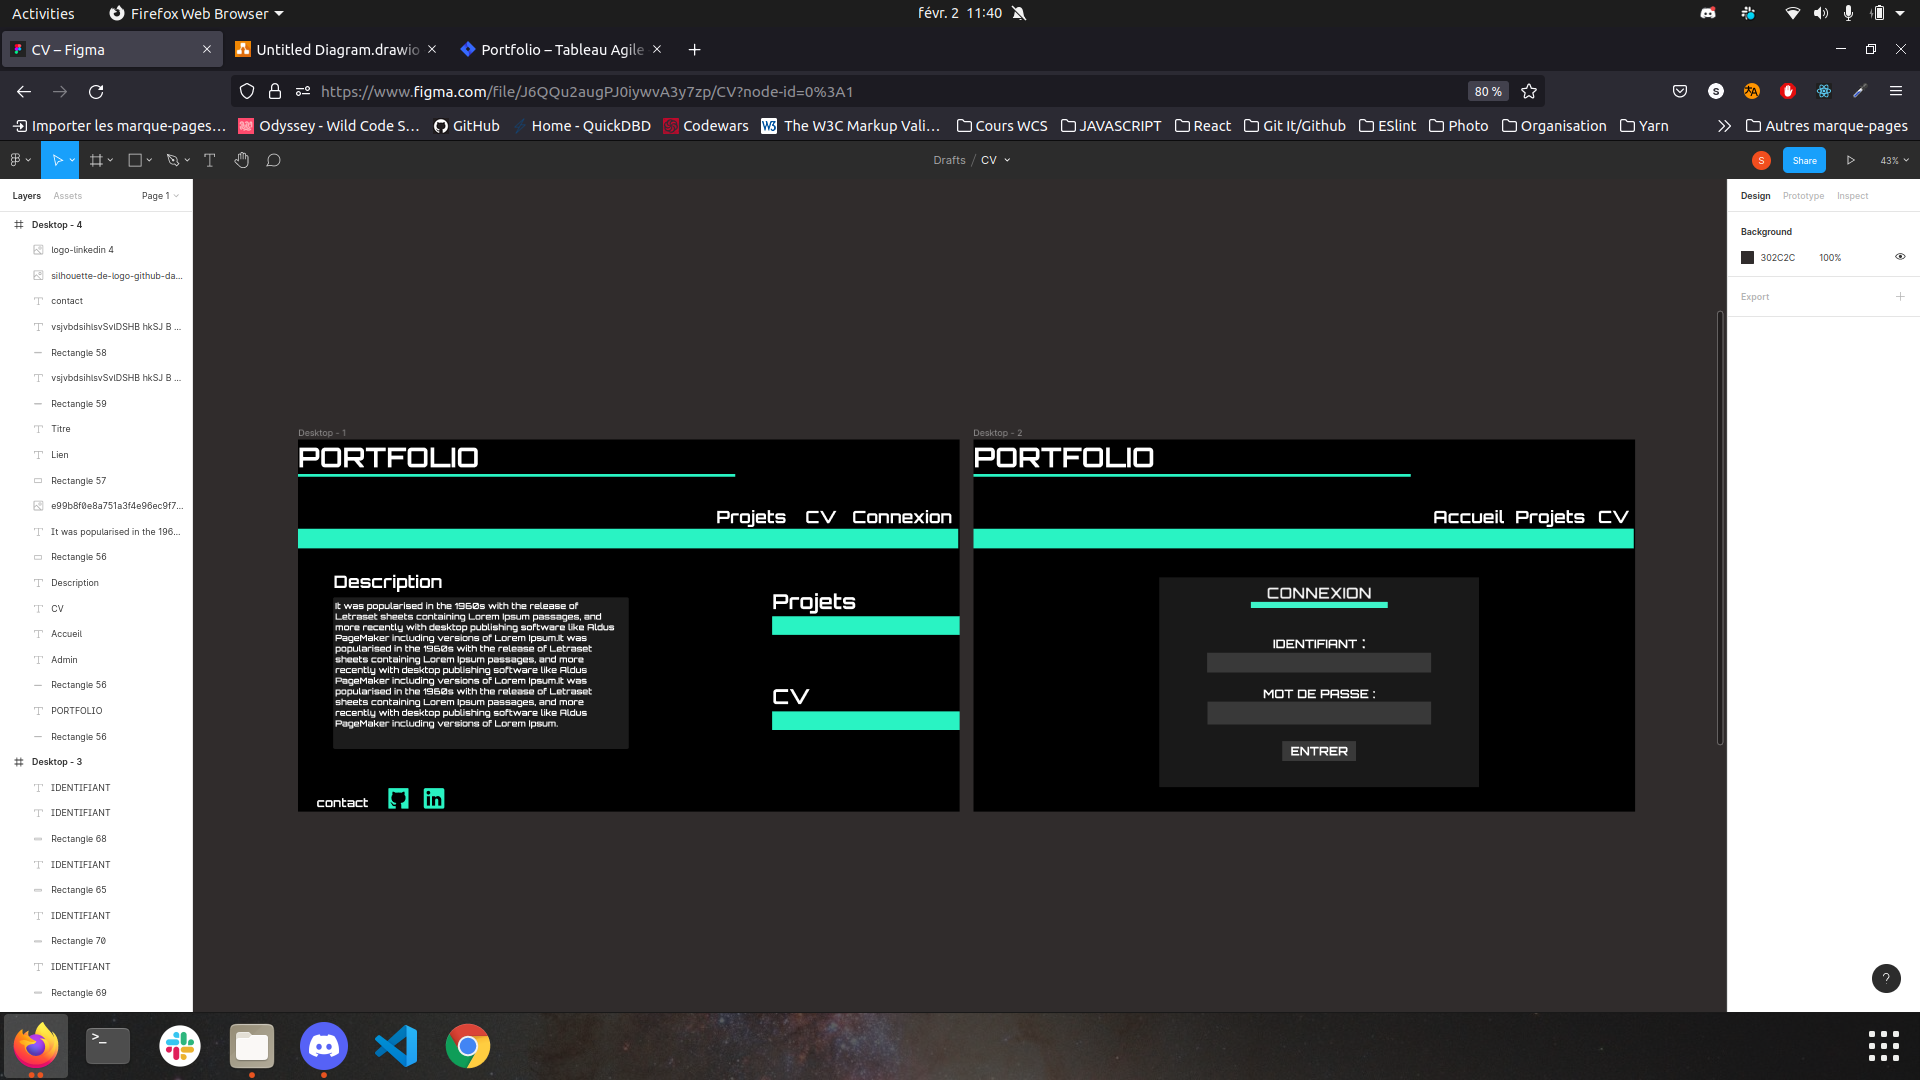 Activities
Firefox Web Browser
févr. 2 11:40
CV – Figma
Untitled Diagram.drawio
Portfolio – Tableau Agile
https://www.figma.com/file/J6QQu2augPJ0iywvA3y7zp/CV?node-id=0%3A1
80 %
Importer les marque-pages…
Odyssey - Wild Code S…
GitHub
Home - QuickDBD
Codewars
The W3C Markup Vali…
Cours WCS
JAVASCRIPT
React
Git It/Github
ESlint
Photo
Organisation
Yarn
Autres marque-pages
Drafts / CV
S
Share
43%
Layers
Assets
Page 1
Desktop - 4
logo-linkedin 4
silhouette-de-logo-github-da...
contact
vsjvbdsihlsvSvlDSHB hkSJ B ...
Rectangle 58
vsjvbdsihlsvSvlDSHB hkSJ B ...
Rectangle 59
Titre
Lien
Rectangle 57
e99b8f0e8a751a3f4e96ec9f7...
It was popularised in the 196...
Rectangle 56
Description
CV
Accueil
Admin
Rectangle 56
PORTFOLIO
Rectangle 56
Desktop - 3
IDENTIFIANT
IDENTIFIANT
Rectangle 68
IDENTIFIANT
Rectangle 65
IDENTIFIANT
Rectangle 70
IDENTIFIANT
Rectangle 69
Desktop - 1
PORTFOLIO
Projets CV Connexion
Description
It was popularised in the 1960s with the release of
Letraset sheets containing Lorem Ipsum passages, and
more recently with desktop publishing software like Aldus
PageMaker including versions of Lorem Ipsum.It was
popularised in the 1960s with the release of Letraset
sheets containing Lorem Ipsum passages, and more
recently with desktop publishing software like Aldus
PageMaker including versions of Lorem Ipsum.It was
popularised in the 1960s with the release of Letraset
sheets containing Lorem Ipsum passages, and more
recently with desktop publishing software like Aldus
PageMaker including versions of Lorem Ipsum.
Projets
CV
contact
Desktop - 2
PORTFOLIO
Accueil Projets CV
CONNEXION
IDENTIFIANT :
MOT DE PASSE :
ENTRER
Design
Prototype
Inspect
Background
302C2C
100%
Export
?